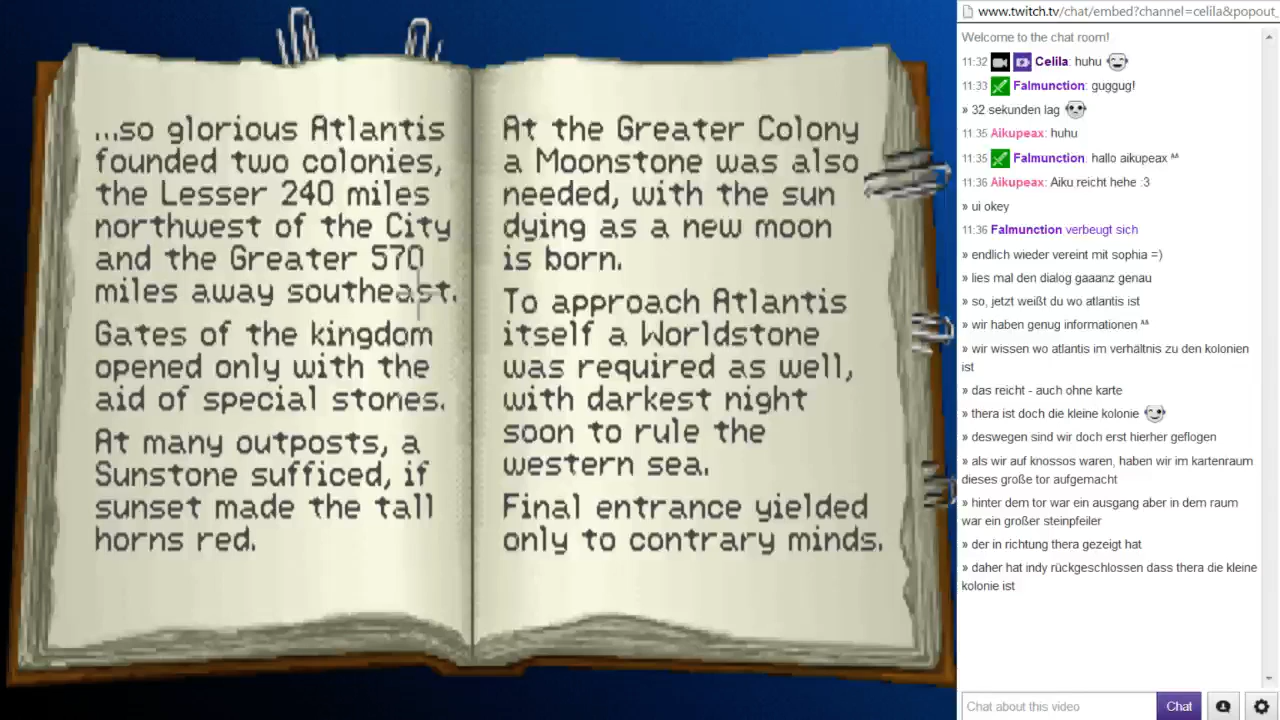 ...so glorious Atlantis
founded two colonies,
the Lesser 240 miles
northwest of the City
and the Greater 570
miles away southeast.
Gates of the kingdom
opened only with the
aid of special stones.
At many outposts, a
Sunstone sufficed, if
sunset made the tall
horns red.
At the Greater Colony
a Moonstone was also
needed, with the sun
dying as a new moon
is born.
To approach Atlantis
itself a Worldstone
was required as well,
with darkest night
soon to rule the
western sea.
Final entrance yielded
only to contrary minds.
www.twitch.tv/chat/embed?channel=celila&popout_
Welcome to the chat room!
11:32 Celila: huhu
11:33 Falmunction: guggug!
» 32 sekunden lag
11:35 Aikupeax: huhu
11:35 Falmunction: hallo aikupeax ^^
11:36 Aikupeax: Aiku reicht hehe :3
» ui okey
11:36 Falmunction verbeugt sich
» endlich wieder vereint mit sophia =)
» lies mal den dialog gaaanz genau
» so, jetzt weißt du wo atlantis ist
» wir haben genug informationen ^^
» wir wissen wo atlantis im verhältnis zu den kolonien
ist
» das reicht - auch ohne karte
» thera ist doch die kleine kolonie
» deswegen sind wir doch erst hierher geflogen
» als wir auf knossos waren, haben wir im kartenraum
dieses große tor aufgemacht
» hinter dem tor war ein ausgang aber in dem raum
war ein großer steinpfeiler
» der in richtung thera gezeigt hat
» daher hat indy rückgeschlossen dass thera die kleine
kolonie ist
Chat about this video
Chat